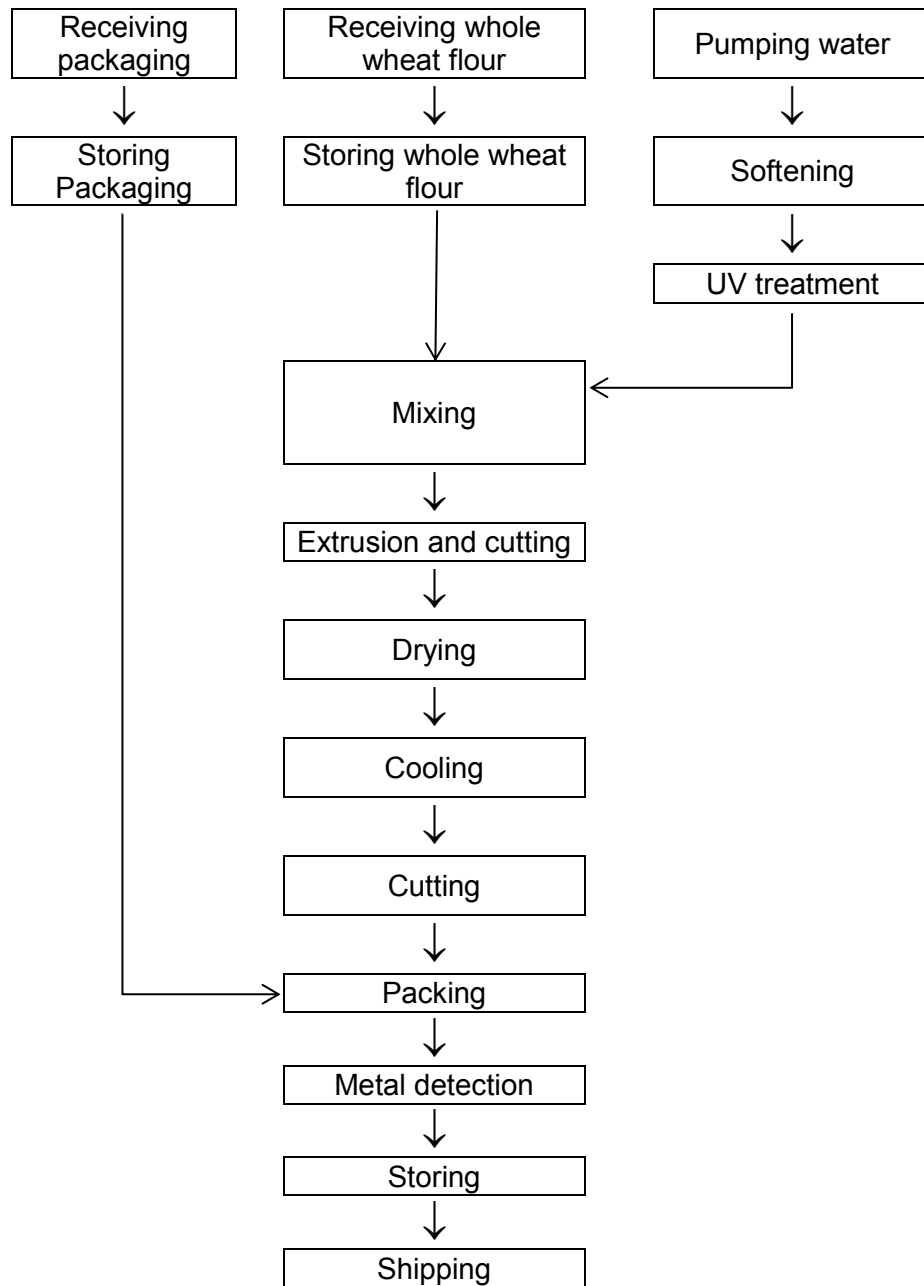 Receiving
packaging
Receiving whole
wheat flour
Pumping water
Storing
Packaging
Storing whole wheat
flour
Softening
UV treatment
Mixing
Extrusion and cutting
Drying
Cooling
Cutting
Packing
Metal detection
Storing
Shipping